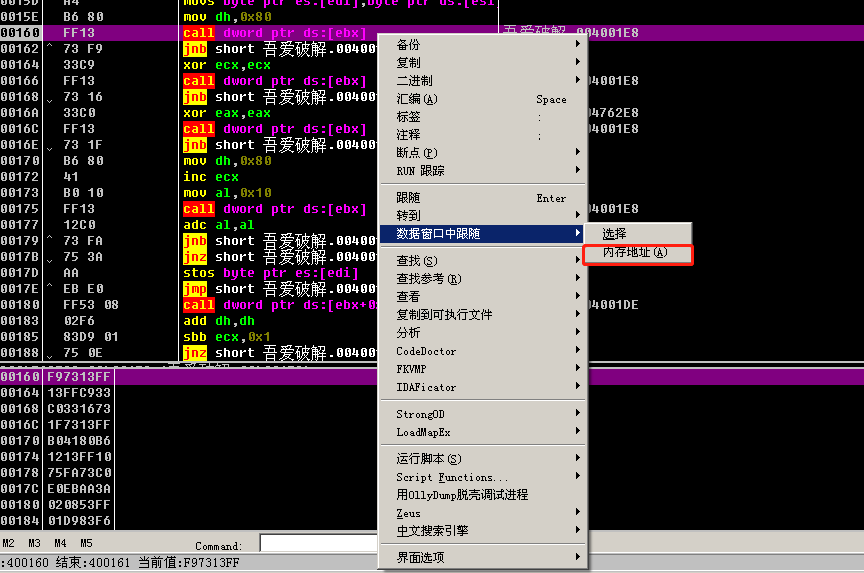 0015D A4 movs byte ptr es:[edi],byte ptr ds:[esi
0015E B6 80 mov dh,0x80
00160 FF13 call dword ptr ds:[ebx] 吾爱破解.004001E8
00162 ^ 73 F9 jnb short 吾爱破解.00400
00164 33C9 xor ecx,ecx
00166 FF13 call dword ptr ds:[ebx] 04001E8
00168 73 16 jnb short 吾爱破解.00400
0016A 33C0 xor eax,eax 04762E8
0016C FF13 call dword ptr ds:[ebx] 04001E8
0016E 73 1F jnb short 吾爱破解.00400
00170 B6 80 mov dh,0x80
00172 41 inc ecx
00173 B0 10 mov al,0x10
00175 FF13 call dword ptr ds:[ebx] 04001E8
00177 12C0 adc al,al
00179 ^ 73 FA jnb short 吾爱破解.00400
0017B 75 3A jnz short 吾爱破解.00400
0017D AA stos byte ptr es:[edi]
0017E ^ EB E0 jmp short 吾爱破解.00400
00180 FF53 08 call dword ptr ds:[ebx+0 04001DE
00183 02F6 add dh,dh
00185 83D9 01 sbb ecx,0x1
00188 75 0E jnz short 吾爱破解.00400
00160 F97313FF
00164 13FFC933
00168 C0331673
0016C 1F7313FF
00170 B04180B6
00174 1213FF10
00178 75FA73C0
0017C E0EBAA3A
00180 020853FF
00184 01D983F6
备份
复制
二进制
汇编(A) Space
标签 :
注释 ;
断点(P)
RUN 跟踪
跟随 Enter
转到
数据窗口中跟随
选择
内存地址(A)
查找(S)
查找参考(R)
查看
复制到可执行文件
分析
CodeDoctor
FKVMP
IDAFicator
StrongOD
LoadMapEx
运行脚本(S)
Script Functions...
用OllyDump脱壳调试进程
Zeus
中文搜索引擎
界面选项
M2 M3 M4 M5 Command:
:400160 结束:400161 当前值:F97313FF